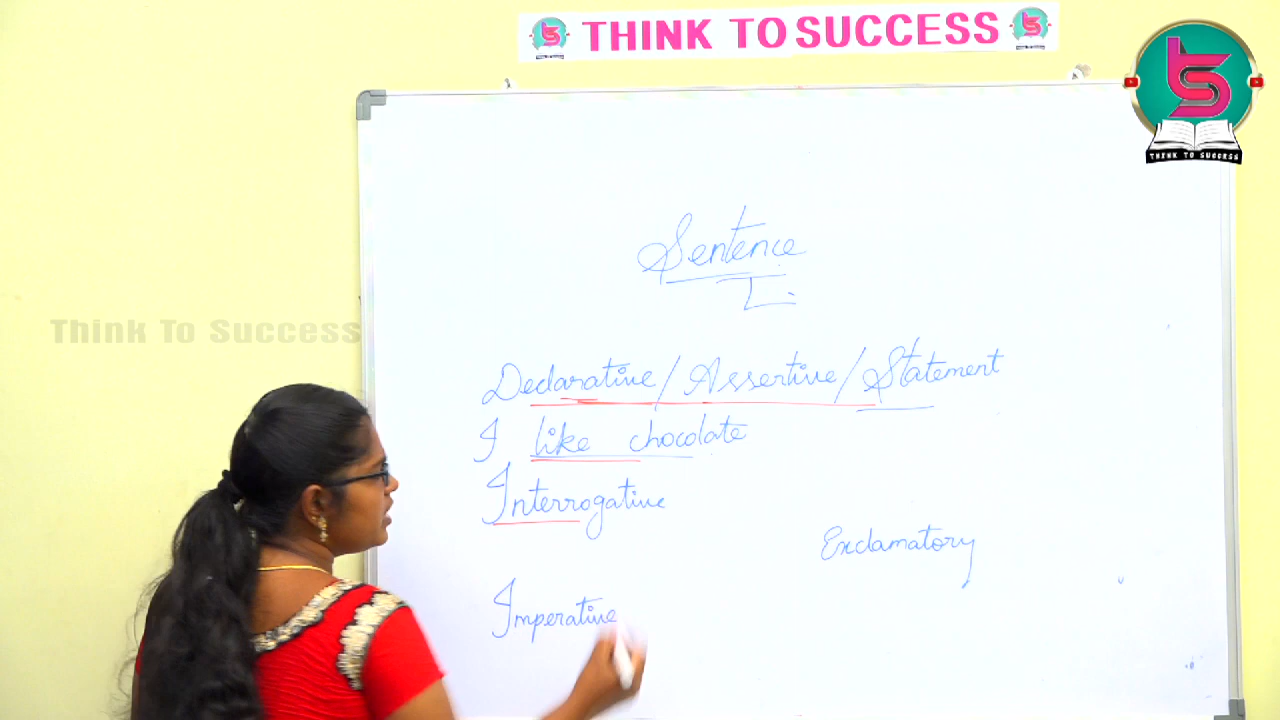 THINK TO SUCCESS
THINK TO SUCCESS
Think To Success
Sentence
Declarative / Assertive / Statement
I like chocolate
Interrogative
Exclamatory
Imperative